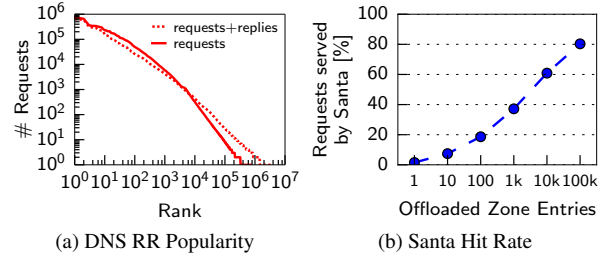 # Requests
10^6
10^5
10^4
10^3
10^2
10^1
10^0
requests+replies
requests
10^0 10^1 10^2 10^3 10^4 10^5 10^6 10^7
Rank
(a) DNS RR Popularity
Requests served
by Santa [%]
80
60
40
20
0
1 10 100 1k 10k 100k
Offloaded Zone Entries
(b) Santa Hit Rate